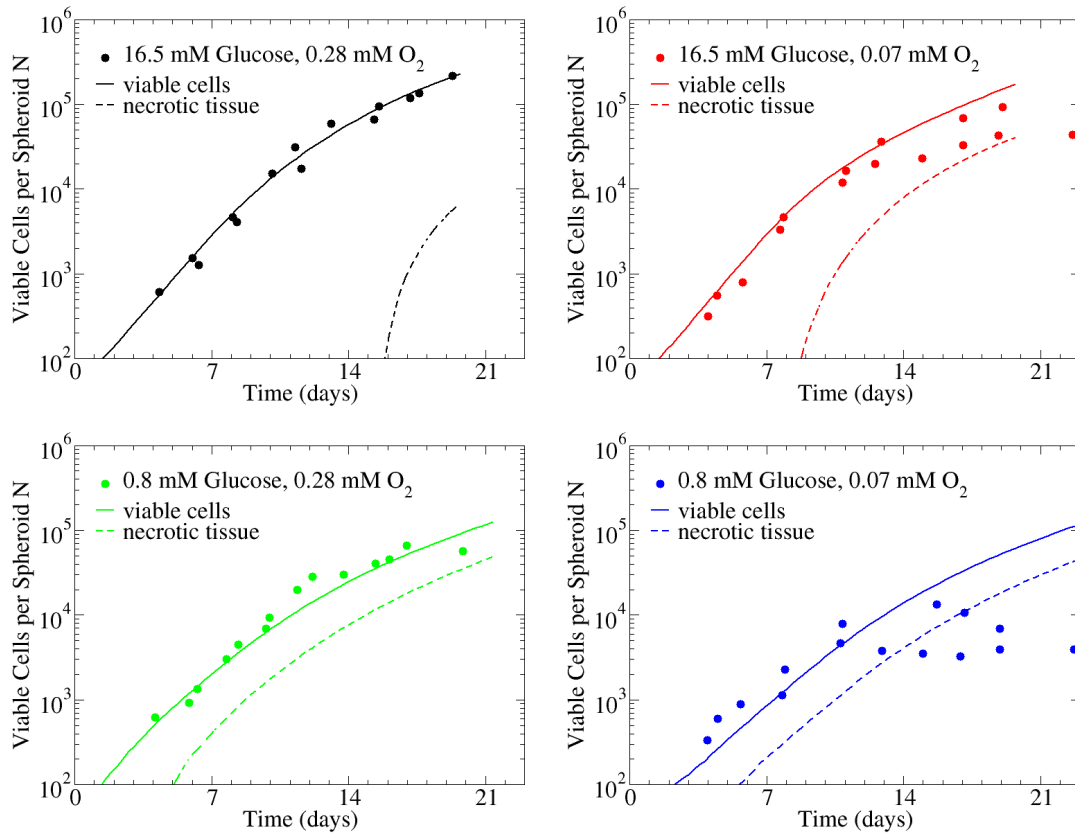 10^6
10^5
10^4
10^3
10^2
Viable Cells per Spheroid N
16.5 mM Glucose, 0.28 mM O_2
viable cells
necrotic tissue
0 7 14 21
Time (days)
10^6
10^5
10^4
10^3
10^2
Viable Cells per Spheroid N
16.5 mM Glucose, 0.07 mM O_2
viable cells
necrotic tissue
0 7 14 21
Time (days)
10^6
10^5
10^4
10^3
10^2
Viable Cells per Spheroid N
0.8 mM Glucose, 0.28 mM O_2
viable cells
necrotic tissue
0 7 14 21
Time (days)
10^6
10^5
10^4
10^3
10^2
Viable Cells per Spheroid N
0.8 mM Glucose, 0.07 mM O_2
viable cells
necrotic tissue
0 7 14 21
Time (days)